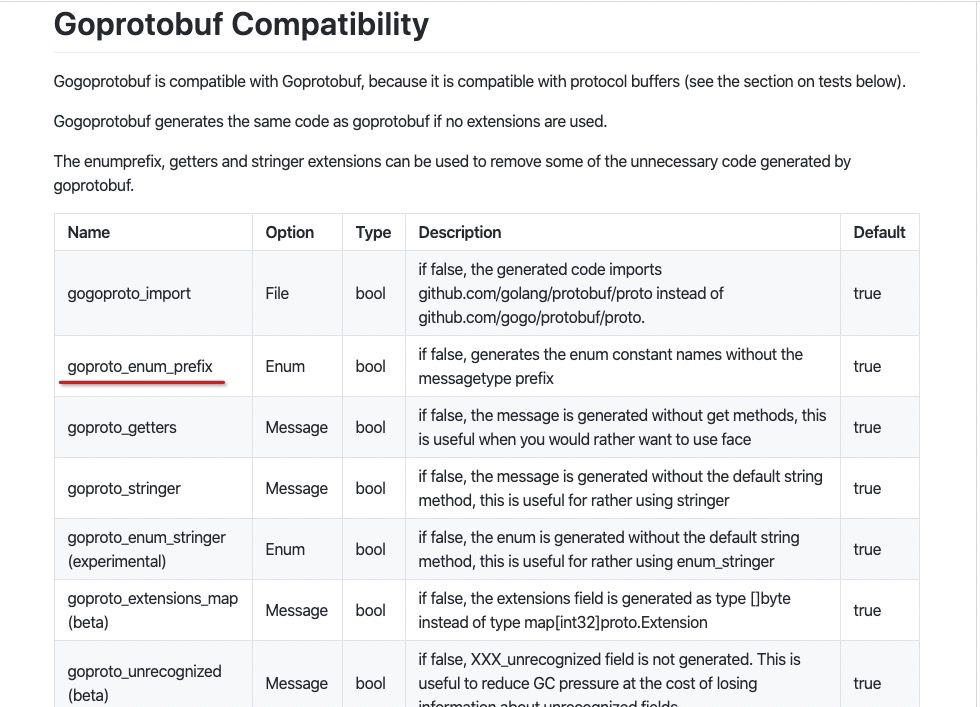 Goprotobuf Compatibility
Gogoprotobuf is compatible with Goprotobuf, because it is compatible with protocol buffers (see the section on tests below).
Gogoprotobuf generates the same code as goprotobuf if no extensions are used.
The enumprefix, getters and stringer extensions can be used to remove some of the unnecessary code generated by
goprotobuf.
Name Option Type Description Default
if false, the generated code imports
gogoproto_import File bool github.com/golang/protobuf/proto instead of true
github.com/gogo/protobuf/proto.
goproto_enum_prefix Enum bool if false, generates the enum constant names without the true
messagetype prefix
goproto_getters Message bool if false, the message is generated without get methods, this true
is useful when you would rather want to use face
goproto_stringer Message bool if false, the message is generated without the default string true
method, this is useful for rather using stringer
goproto_enum_stringer Enum bool if false, the enum is generated without the default string true
(experimental) method, this is useful for rather using enum_stringer
goproto_extensions_map Message bool if false, the extensions field is generated as type []byte true
(beta) instead of type map[int32]proto.Extension
goproto_unrecognized Message bool if false, XXX_unrecognized field is not generated. This is true
(beta) useful to reduce GC pressure at the cost of losing
information about unrecognized fields